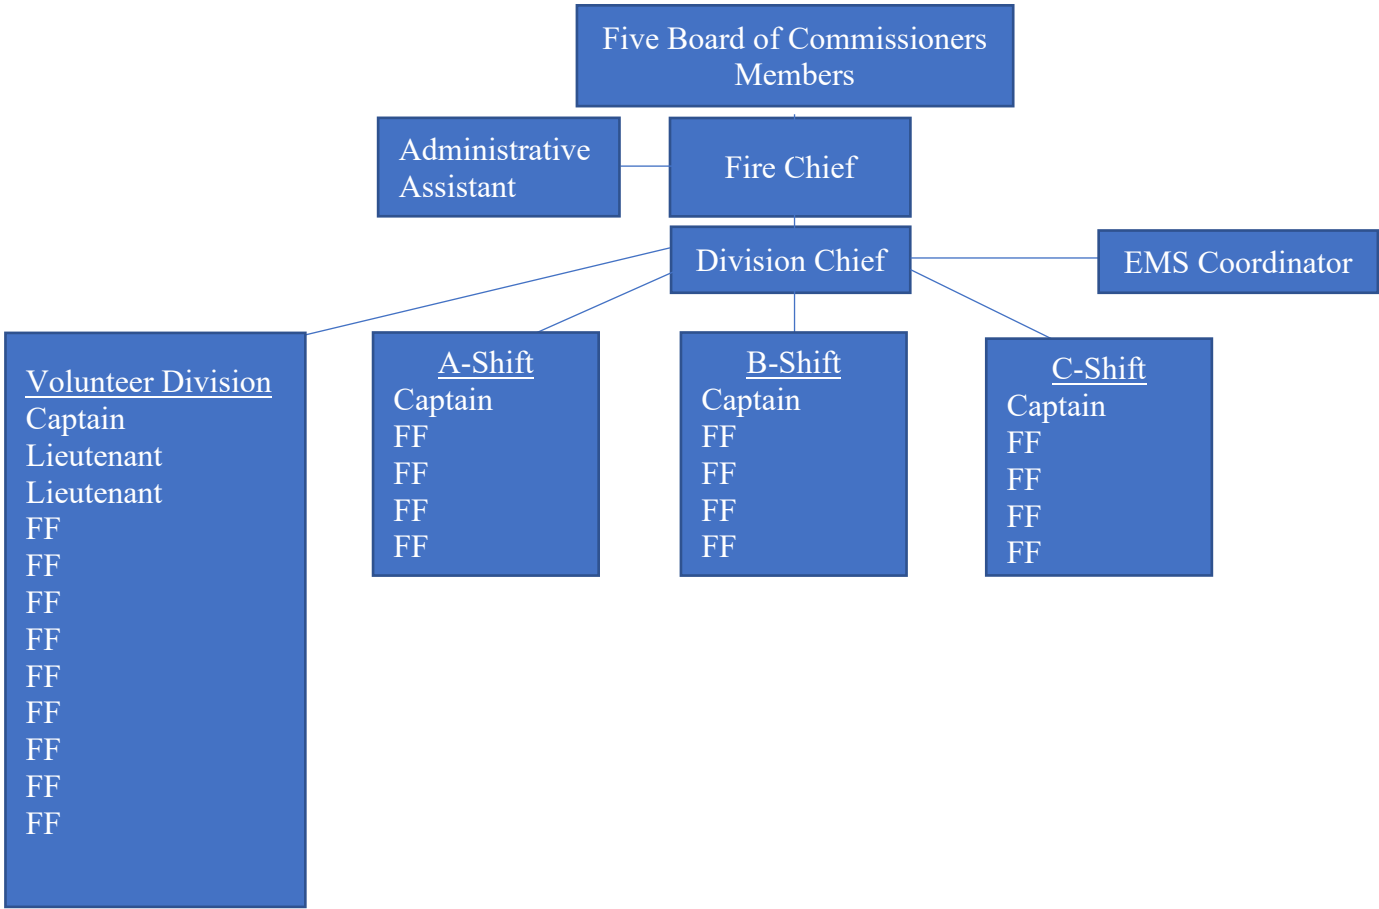 Five Board of Commissioners
Members
Administrative
Assistant
Fire Chief
Division Chief
EMS Coordinator
Volunteer Division
Captain
Lieutenant
Lieutenant
FF
FF
FF
FF
FF
FF
FF
FF
FF
A-Shift
Captain
FF
FF
FF
FF
B-Shift
Captain
FF
FF
FF
FF
C-Shift
Captain
FF
FF
FF
FF